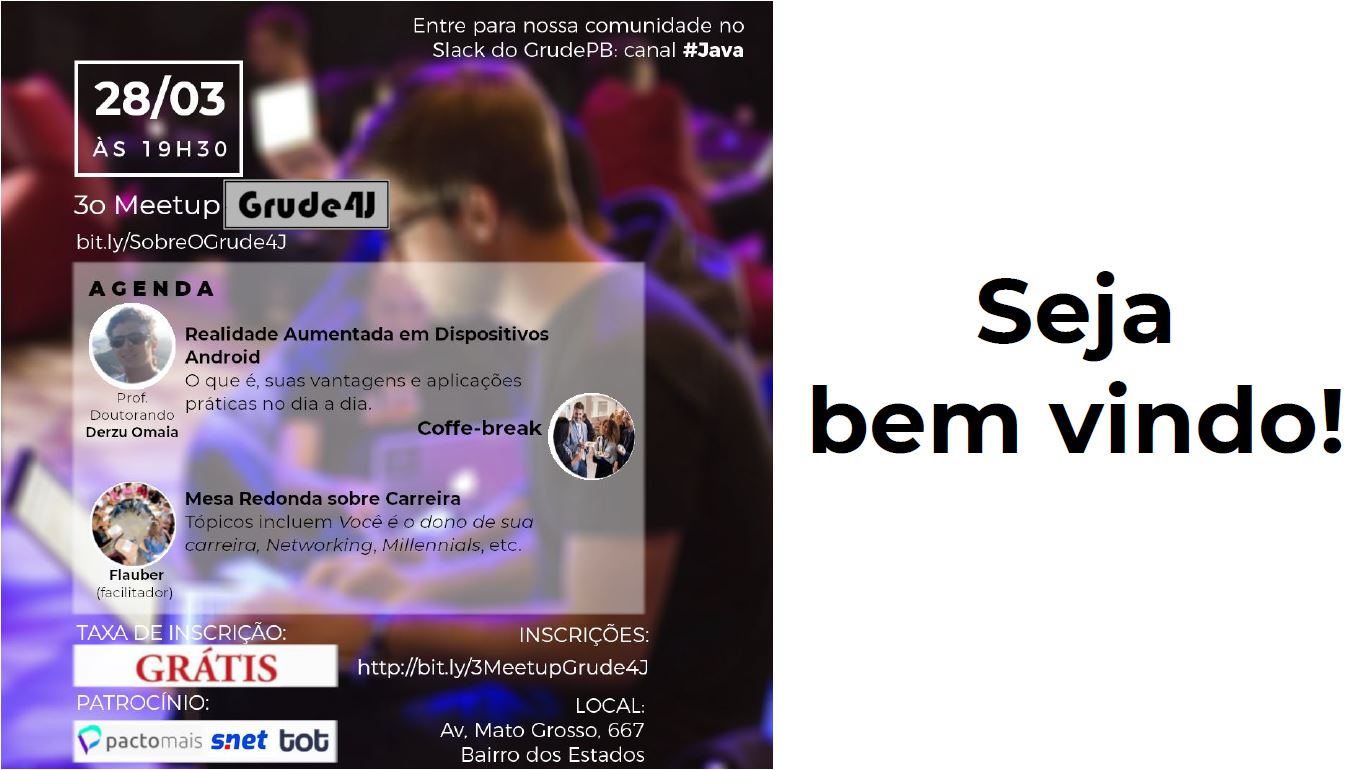 Entre para nossa comunidade no
Slack do GrudePB: canal #Java
28/03
ÀS 19H30
3o Meetup Grude4J
bit.ly/SobreOGrude4J
AGENDA
Realidade Aumentada em Dispositivos
Android
O que é, suas vantagens e aplicações
práticas no dia a dia.
Prof.
Doutorando
Derzu Omaia
Coffe-break
Mesa Redonda sobre Carreira
Tópicos incluem Você é o dono de sua
carreira, Networking, Millennials, etc.
Flauber
(facilitador)
TAXA DE INSCRIÇÃO:
GRÁTIS
INSCRIÇÕES:
http://bit.ly/3MeetupGrude4J
PATROCÍNIO:
pactomais s.net tot
LOCAL:
Av, Mato Grosso, 667
Bairro dos Estados
Seja
bem vindo!